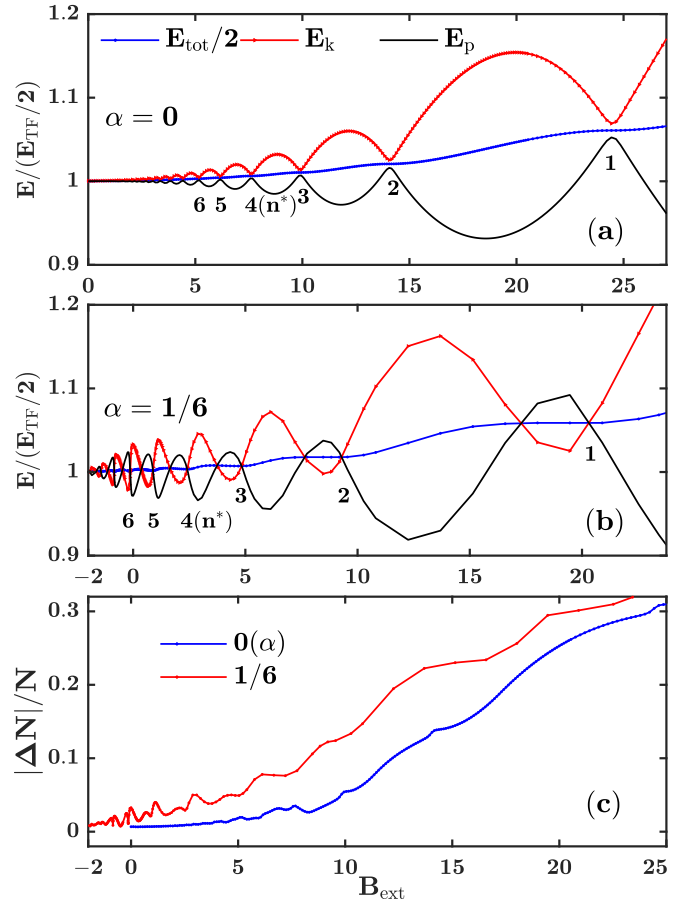 1.2
E_tot/2 E_k E_p
1.1
α = 0
1
E/(E_TF/2)
6 5 4(n*) 3 2 1
(a)
0.9
0 5 10 15 20 25
1.2
1.1
α = 1/6
1
E/(E_TF/2)
6 5 4(n*) 3 2 1
(b)
0.9
−2 0 5 10 15 20
0.3
0(α)
1/6
0.2
|ΔN|/N
0.1
(c)
0
−2 0 5 10 15 20 25
B_ext